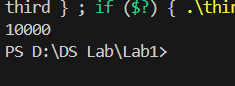 third } ; if ($?) { .\thir
10000
PS D:\DS Lab\Lab1>